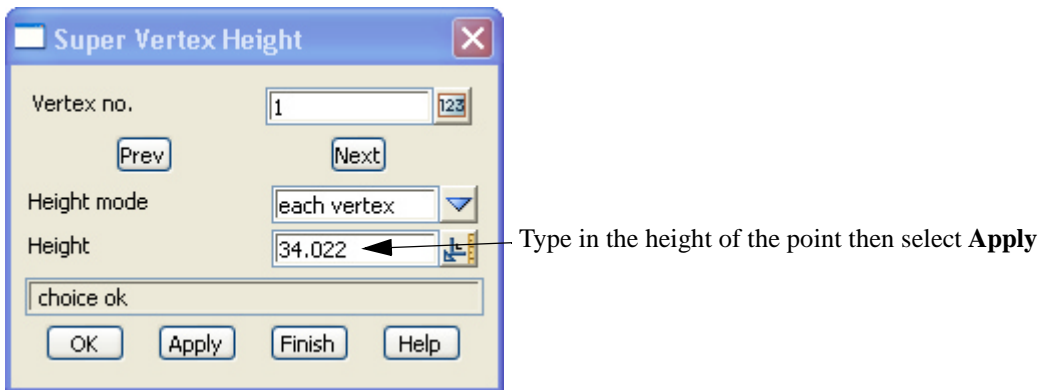 Super Vertex Height
Vertex no. 1 123
Prev Next
Height mode each vertex
Height 34.022 Type in the height of the point then select Apply
choice ok
OK Apply Finish Help